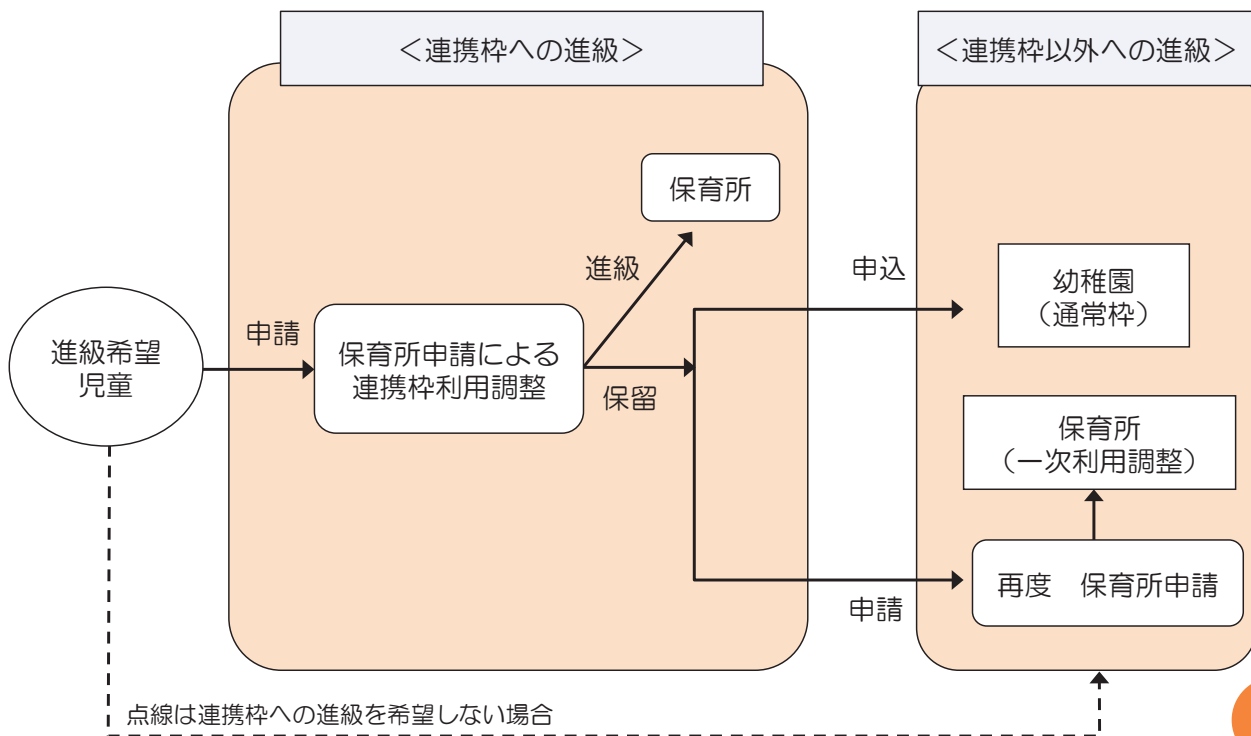 ＜連携枠への進級＞
＜連携枠以外への進級＞
保育所
進級
申込
幼稚園
（通常枠）
進級希望
児童
申請
保育所申請による
連携枠利用調整
保留
保育所
（一次利用調整）
再度　保育所申請
申請
点線は連携枠への進級を希望しない場合